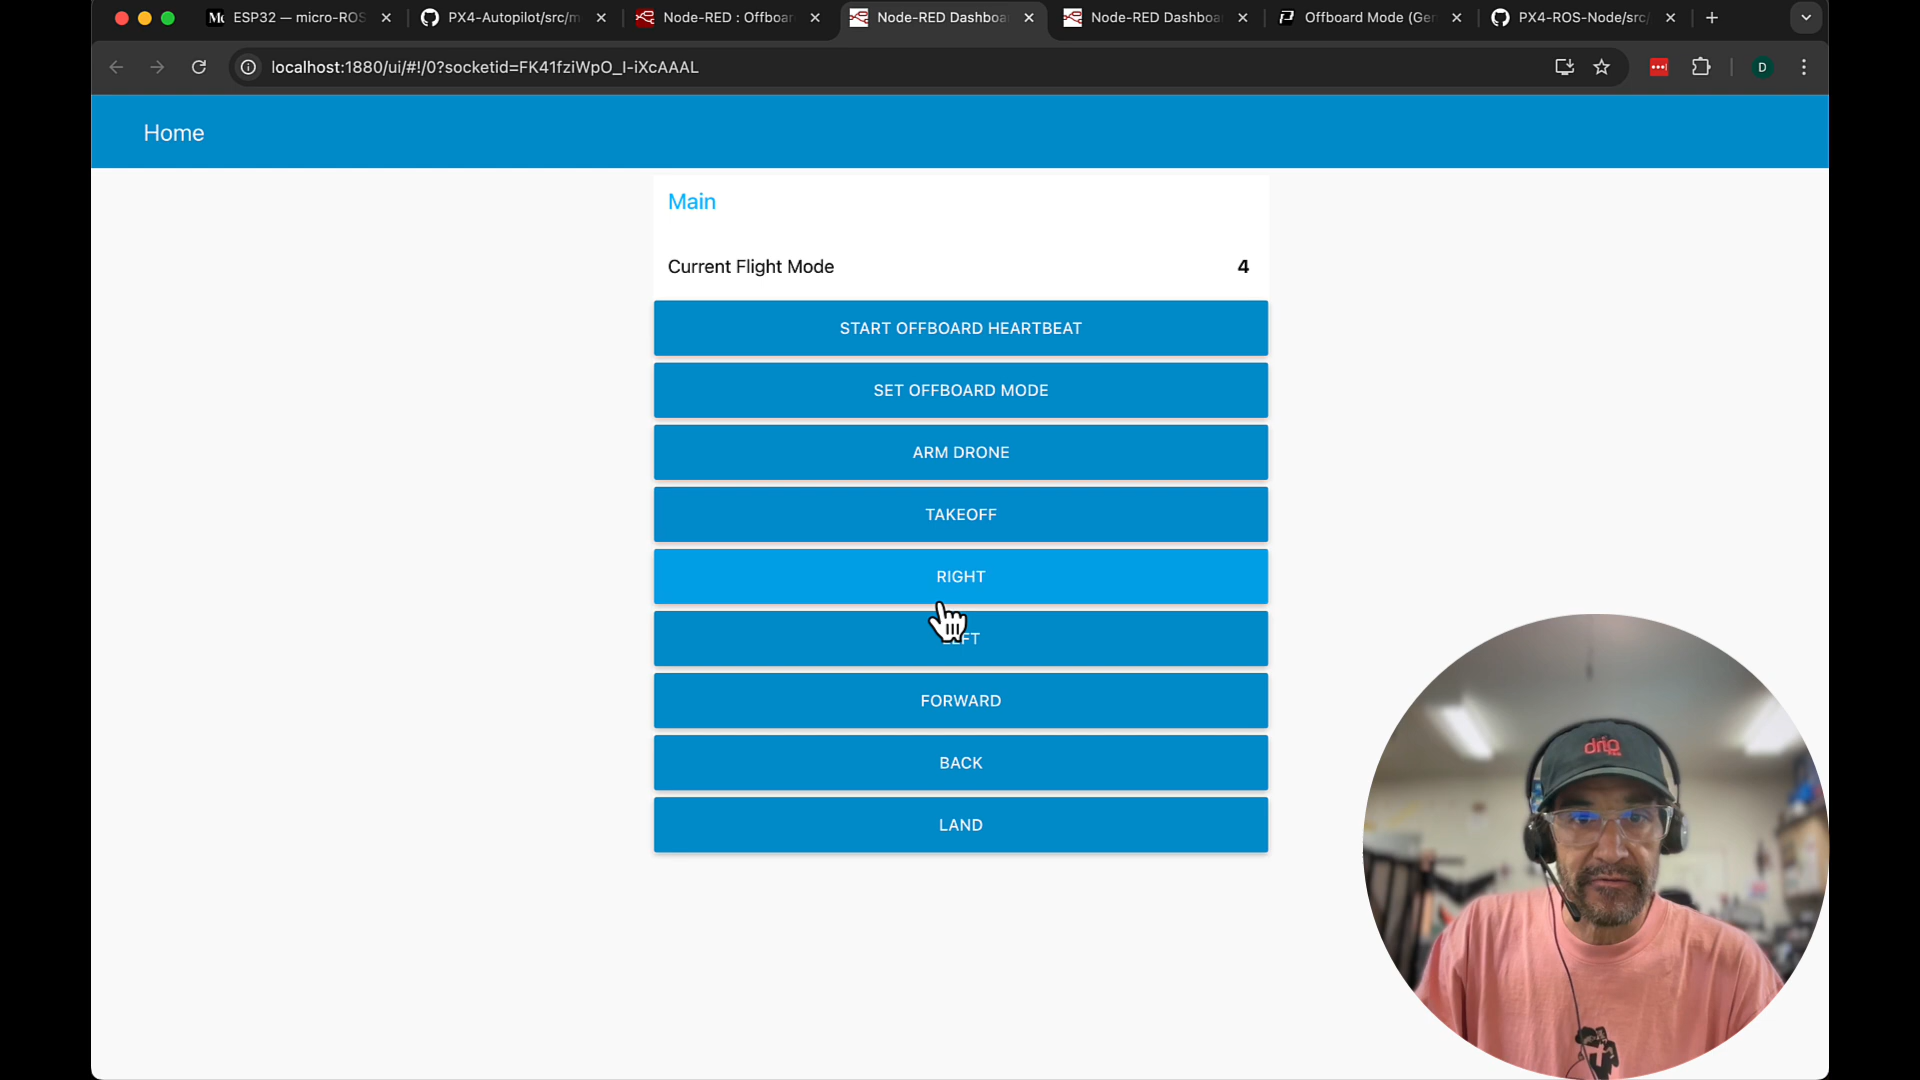 ESP32 — micro-ROS
PX4-Autopilot/src/m
Node-RED : Offboar
Node-RED Dashboa
Node-RED Dashboa
Offboard Mode (Gen
PX4-ROS-Node/src/
localhost:1880/ui/#!/0?socketid=FK41fziWpO_I-iXcAAAL
D
Home
Main
Current Flight Mode 4
START OFFBOARD HEARTBEAT
SET OFFBOARD MODE
ARM DRONE
TAKEOFF
RIGHT
FT
FORWARD
BACK
LAND
drip